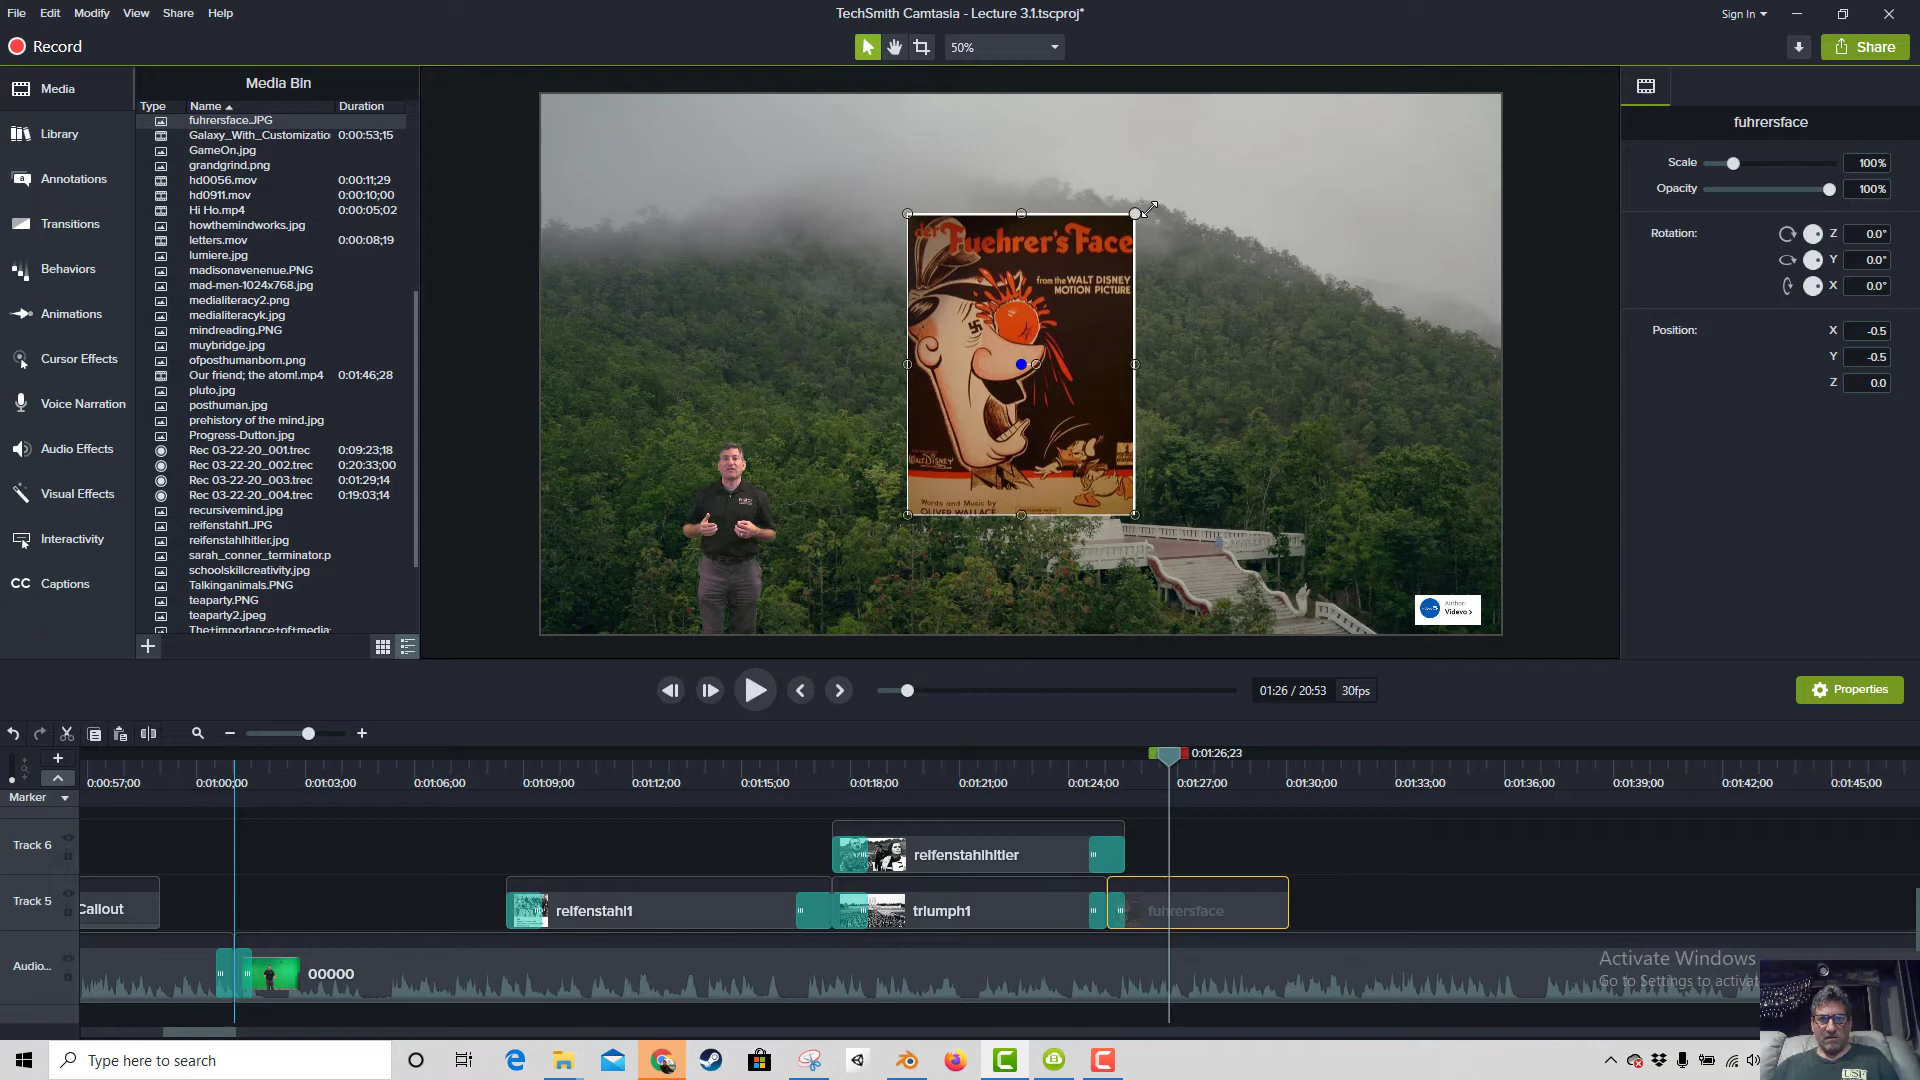 File Edit Modify View Share Help
TechSmith Camtasia - Lecture 3.1.tscproj*
Sign In
Record
50%
Share
Media
Library
Annotations
Transitions
Behaviors
Animations
Cursor Effects
Voice Narration
Audio Effects
Visual Effects
Interactivity
CC Captions
Media Bin
Type Name Duration
fuhrersface.JPG
Galaxy_With_Customizatio 0:00:53;15
GameOn.jpg
grandgrind.png
hd0056.mov 0:00:11;29
hd0911.mov 0:00:10;00
Hi Ho.mp4 0:00:05;02
howthemindworks.jpg
letters.mov 0:00:08;19
lumiere.jpg
madisonavenenue.PNG
mad-men-1024x768.jpg
medialiteracy2.png
medialiteracyk.jpg
mindreading.PNG
muybridge.jpg
ofposthumanborn.png
Our friend; the atom!.mp4 0:01:46;28
pluto.jpg
posthuman.jpg
prehistory of the mind.jpg
Progress-Dutton.jpg
Rec 03-22-20_001.trec 0:09:23;18
Rec 03-22-20_002.trec 0:20:33;00
Rec 03-22-20_003.trec 0:01:29;14
Rec 03-22-20_004.trec 0:19:03;14
recursivemind.jpg
reifenstahl1.JPG
reifenstahlhitler.jpg
sarah_conner_terminator.p
schoolskillcreativity.jpg
Talkinganimals.PNG
teaparty.PNG
teaparty2.jpeg
The+importance+of+media
der Fuehrer's Face
from the WALT DISNEY
MOTION PICTURE
WALT DISNEY
Words and Music by
OLIVER WALLACE
Author:
Videvo >
fuhrersface
Scale 100%
Opacity 100%
Rotation: Z 0.0°
Y 0.0°
X 0.0°
Position: X -0.5
Y -0.5
Z 0.0
01:26 / 20:53 30fps
Properties
0:01:26;23
0:00:57;00 0:01:00;00 0:01:03;00 0:01:06;00 0:01:09;00 0:01:12;00 0:01:15;00 0:01:18;00 0:01:21;00 0:01:24;00 0:01:27;00 0:01:30;00 0:01:33;00 0:01:36;00 0:01:39;00 0:01:42;00 0:01:45;00
Marker
Track 6
reifenstahlhitler
Track 5
Callout
reifenstahl1
triumph1
fuhrersface
Audio...
00000
Activate Windows
Go to Settings to activat
Type here to search